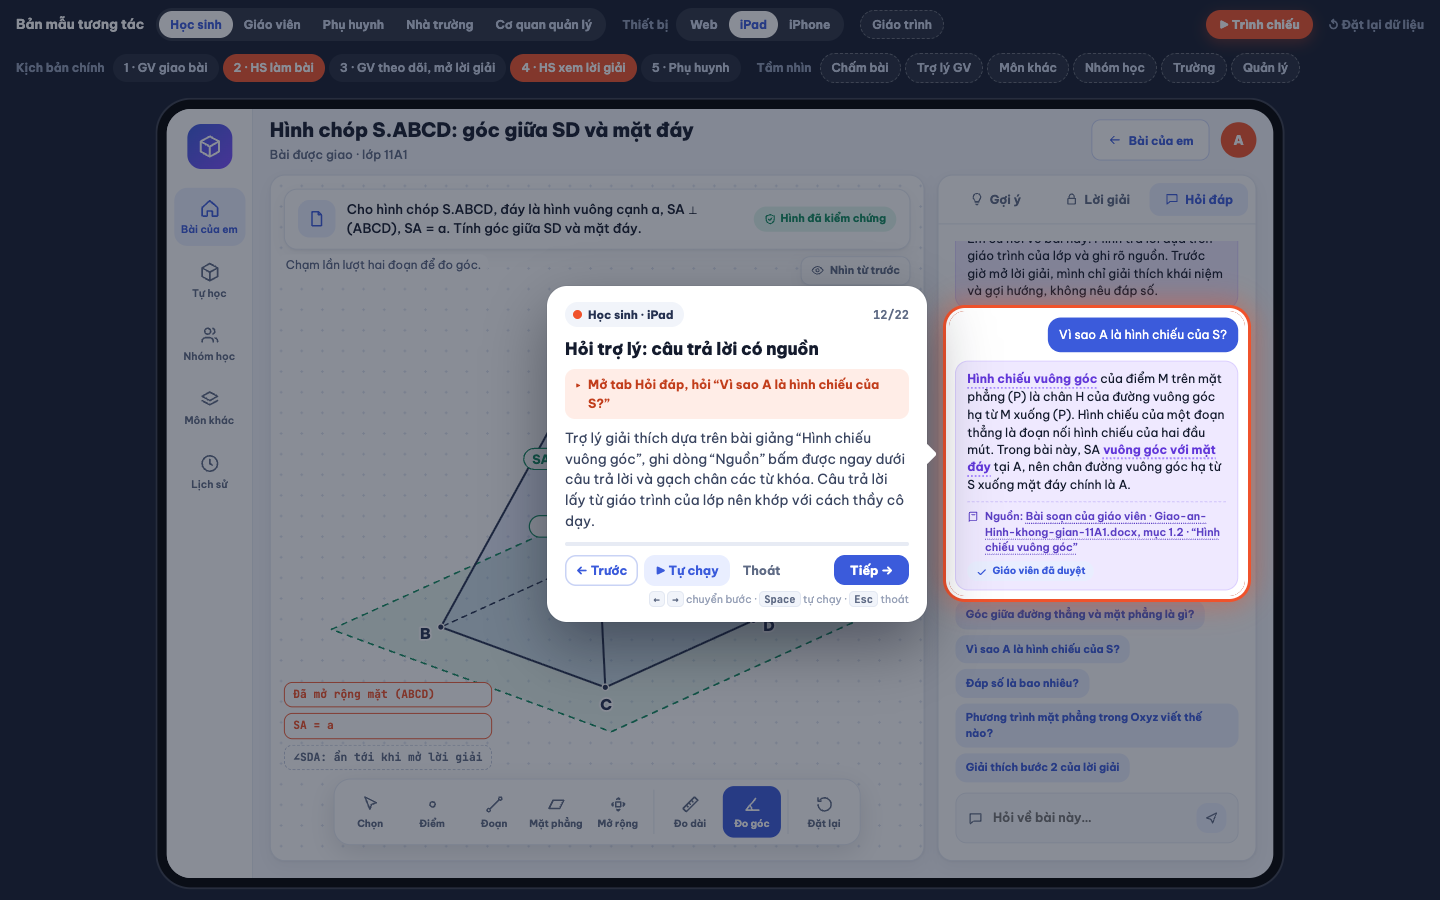 Bản mẫu tương tác
Học sinh
Giáo viên
Phụ huynh
Nhà trường
Cơ quan quản lý
Thiết bị
Web
iPad
iPhone
Giáo trình
Trình chiếu
Đặt lại dữ liệu
Kịch bản chính
1 · GV giao bài
2 · HS làm bài
3 · GV theo dõi, mở lời giải
4 · HS xem lời giải
5 · Phụ huynh
Tầm nhìn
Chấm bài
Trợ lý GV
Môn khác
Nhóm học
Trường
Quản lý
Bài của em
Tự học
Nhóm học
Môn khác
Lịch sử
Hình chóp S.ABCD: góc giữa SD và mặt đáy
Bài được giao · lớp 11A1
← Bài của em
A
Cho hình chóp S.ABCD, đáy là hình vuông cạnh a, SA ⊥
(ABCD), SA = a. Tính góc giữa SD và mặt đáy.
Hình đã kiểm chứng
Chạm lần lượt hai đoạn để đo góc.
Nhìn từ trước
SA
B
C
D
Đã mở rộng mặt (ABCD)
SA = a
∠SDA: ẩn tới khi mở lời giải
Chọn
Điểm
Đoạn
Mặt phẳng
Mở rộng
Đo dài
Đo góc
Đặt lại
Học sinh · iPad
12/22
Hỏi trợ lý: câu trả lời có nguồn
▸ Mở tab Hỏi đáp, hỏi “Vì sao A là hình chiếu của
S?”
Trợ lý giải thích dựa trên bài giảng “Hình chiếu
vuông góc”, ghi dòng “Nguồn” bấm được ngay dưới
câu trả lời và gạch chân các từ khóa. Câu trả lời
lấy từ giáo trình của lớp nên khớp với cách thầy cô
dạy.
← Trước
Tự chạy
Thoát
Tiếp →
← → chuyển bước · Space tự chạy · Esc thoát
Gợi ý
Lời giải
Hỏi đáp
giáo trình của lớp và ghi rõ nguồn. Trước
giờ mở lời giải, mình chỉ giải thích khái niệm
và gợi hướng, không nêu đáp số.
Vì sao A là hình chiếu của S?
Hình chiếu vuông góc của điểm M trên mặt
phẳng (P) là chân H của đường vuông góc
hạ từ M xuống (P). Hình chiếu của một đoạn
thẳng là đoạn nối hình chiếu của hai đầu
mút. Trong bài này, SA vuông góc với mặt
đáy tại A, nên chân đường vuông góc hạ từ
S xuống mặt đáy chính là A.
Nguồn: Bài soạn của giáo viên · Giao-an-
Hinh-khong-gian-11A1.docx, mục 1.2 · “Hình
chiếu vuông góc”
Giáo viên đã duyệt
Góc giữa đường thẳng và mặt phẳng là gì?
Vì sao A là hình chiếu của S?
Đáp số là bao nhiêu?
Phương trình mặt phẳng trong Oxyz viết thế
nào?
Giải thích bước 2 của lời giải
Hỏi về bài này...